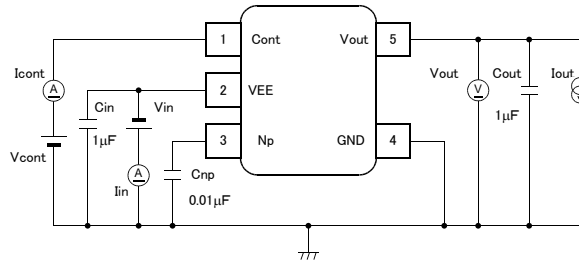 1 Cont Vout 5
Icont
A
Cin Vin
2 VEE
Vout Cout Iout
V
1μF
1μF
Vcont
3 Np GND 4
A
Iin
Cnp
0.01μF